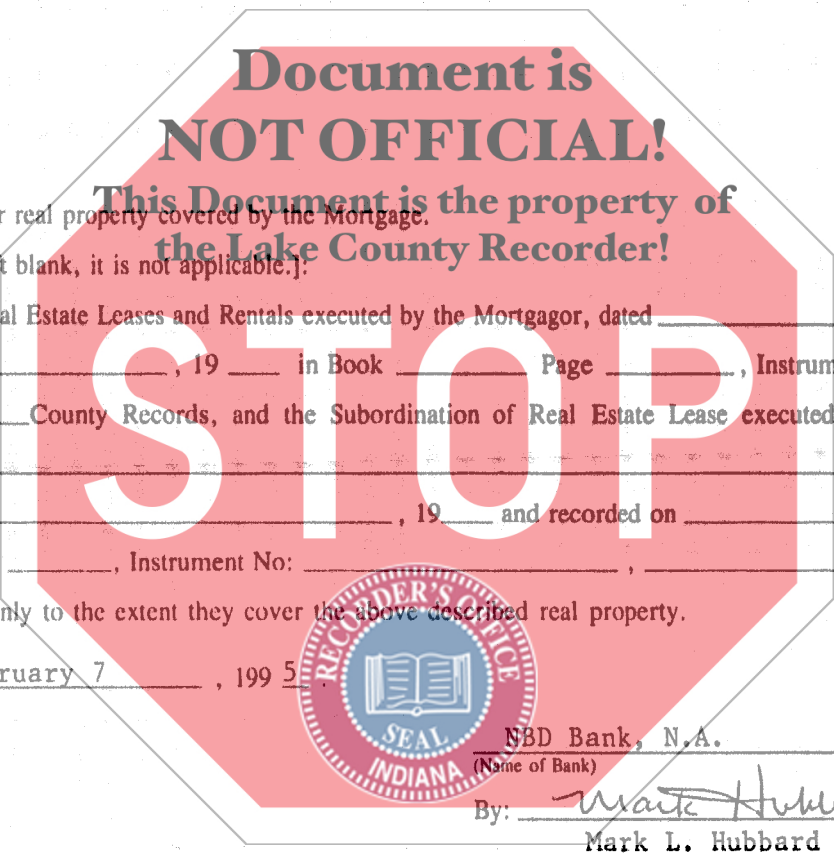 Document is
NOT OFFICIAL!
This Document is the property of
the Lake County Recorder!
r real property covered by the Mortgage.
t blank, it is not applicable.]:
al Estate Leases and Rentals executed by the Mortgagor, dated
, 19 in Book Page , Instrum
County Records, and the Subordination of Real Estate Lease executed
STOP
, 19 and recorded on
, Instrument No: ,
nly to the extent they cover the above described real property.
ruary 7 , 1995 .
RECORDER'S OFFICE
SEAL
INDIANA
NBD Bank, N.A.
(Name of Bank)
By: Mark Hubb
Mark L. Hubbard